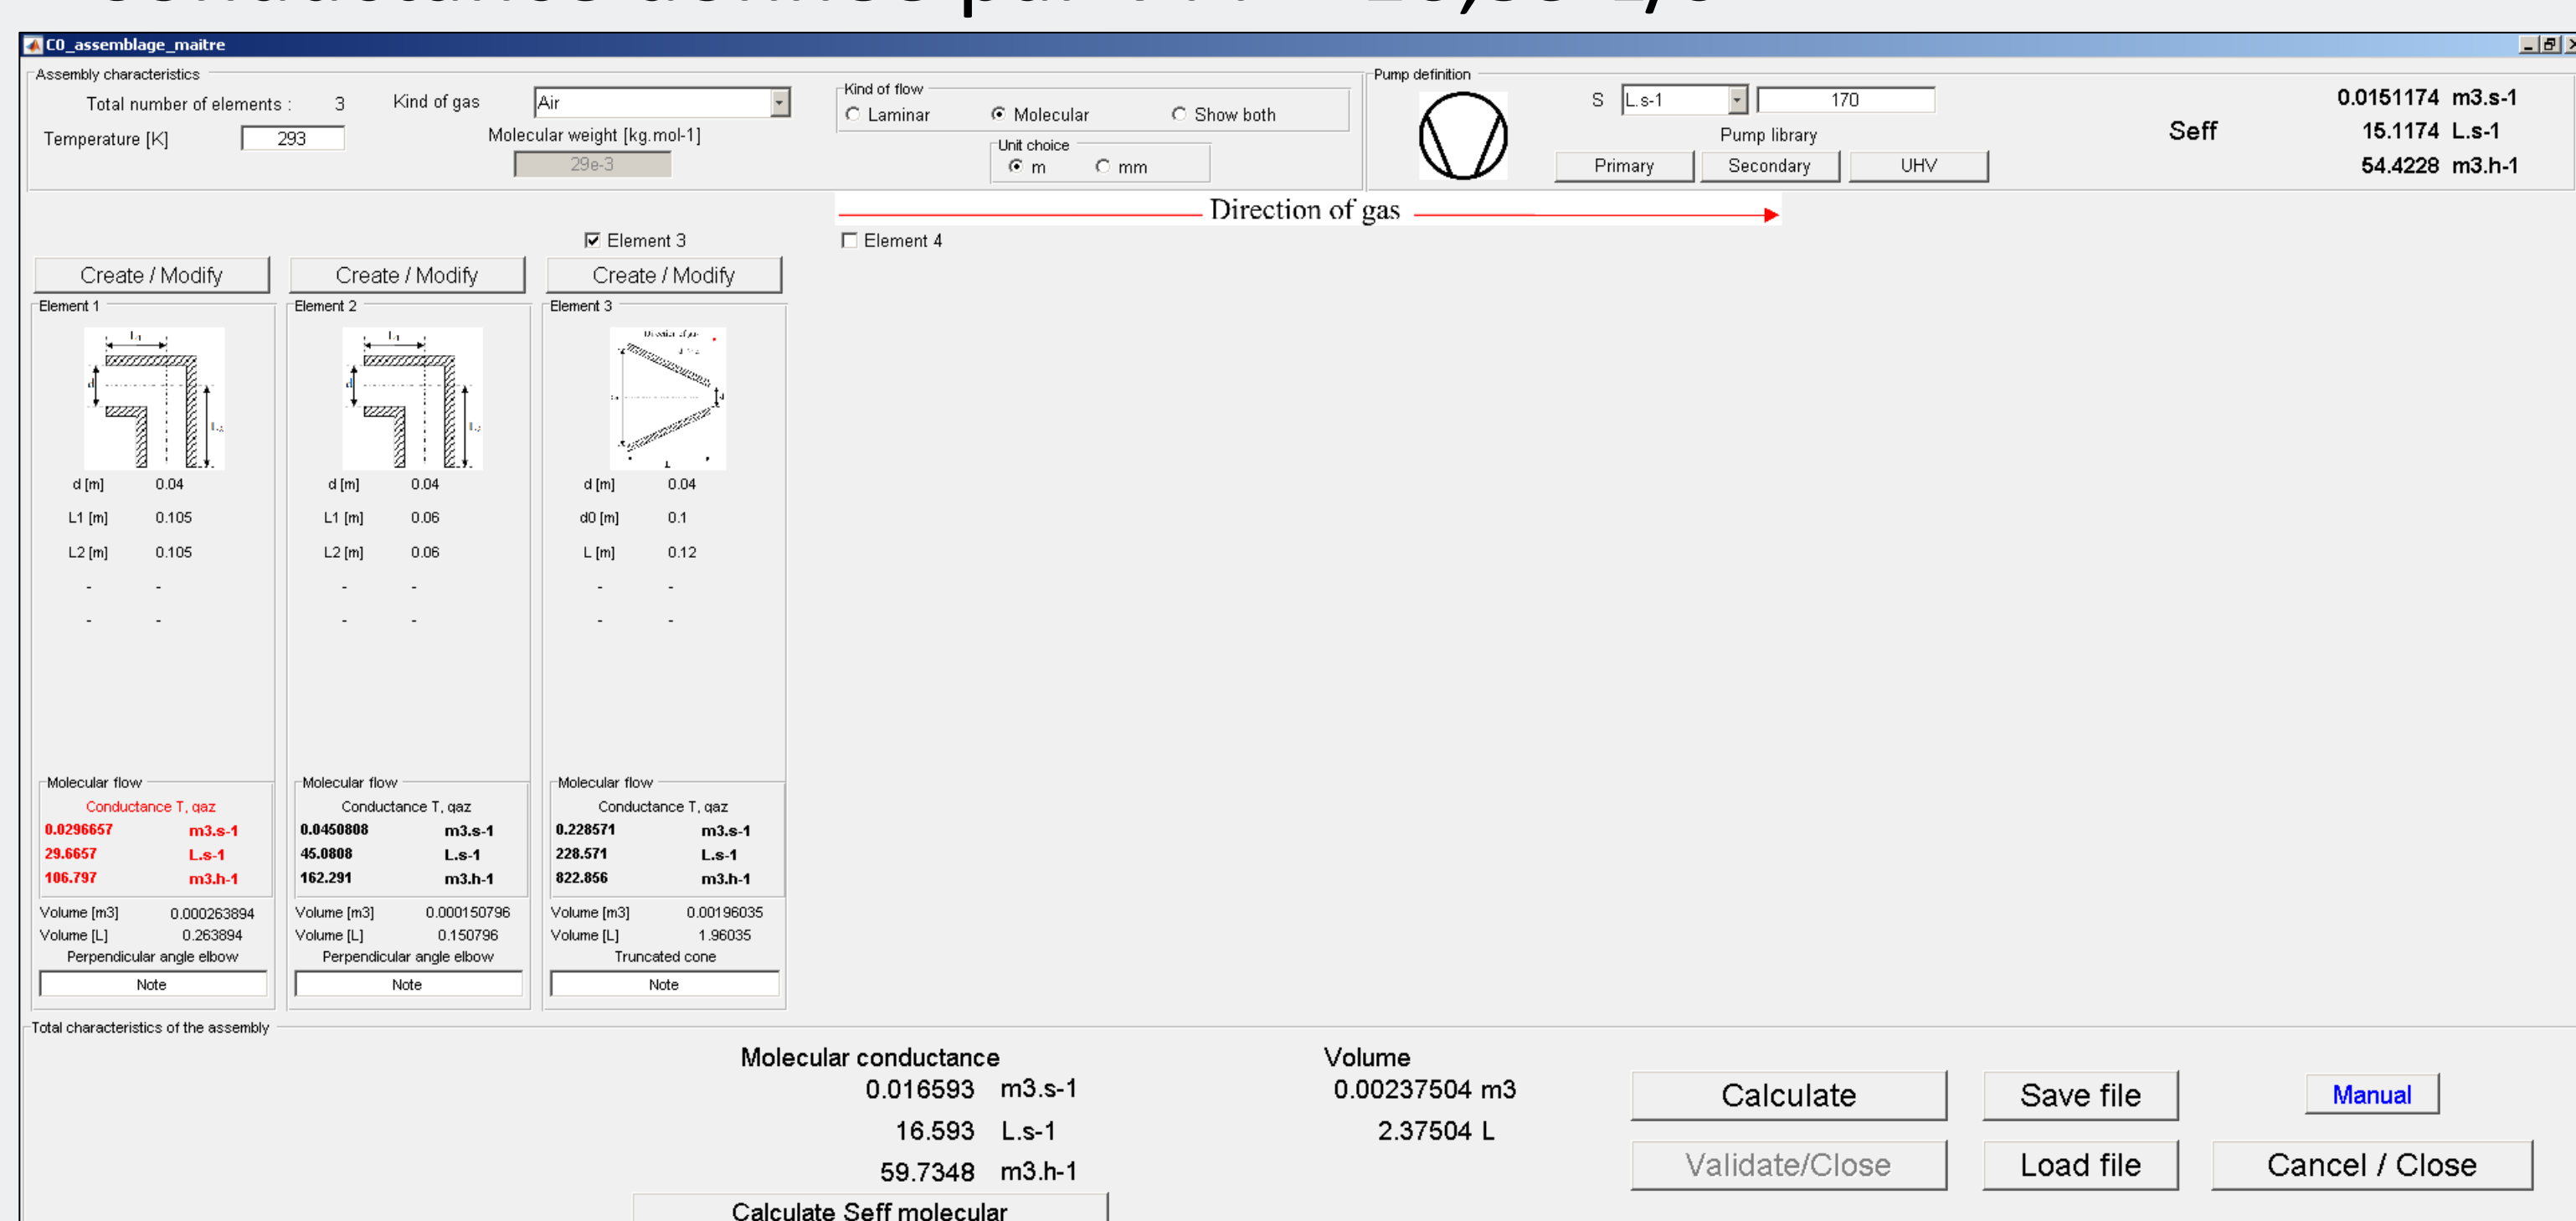 C0_assemblage_maitre
Assembly characteristics
Total number of elements : 3
Kind of gas Air
Temperature [K] 293
Molecular weight [kg.mol-1]
29e-3
Kind of flow
Laminar Molecular Show both
Unit choice
m mm
Pump definition
S L.s-1 170
Pump library
Primary Secondary UHV
Seff
0.0151174 m3.s-1
15.1174 L.s-1
54.4228 m3.h-1
Direction of gas
Element 3 Element 4
Create / Modify Create / Modify Create / Modify
Element 1
d [m] 0.04
L1 [m] 0.105
L2 [m] 0.105
- -
- -
Molecular flow
Conductance T, qaz
0.0296657 m3.s-1
29.6657 L.s-1
106.797 m3.h-1
Volume [m3] 0.000263894
Volume [L] 0.263894
Perpendicular angle elbow
Note
Element 2
d [m] 0.04
L1 [m] 0.06
L2 [m] 0.06
- -
- -
Molecular flow
Conductance T, qaz
0.0450808 m3.s-1
45.0808 L.s-1
162.291 m3.h-1
Volume [m3] 0.000150796
Volume [L] 0.150796
Perpendicular angle elbow
Note
Element 3
d [m] 0.04
d0 [m] 0.1
L [m] 0.12
- -
- -
Molecular flow
Conductance T, qaz
0.228571 m3.s-1
228.571 L.s-1
822.856 m3.h-1
Volume [m3] 0.00196035
Volume [L] 1.96035
Truncated cone
Note
Total characteristics of the assembly
Molecular conductance
0.016593 m3.s-1
16.593 L.s-1
59.7348 m3.h-1
Calculate Seff molecular
Volume
0.00237504 m3
2.37504 L
Calculate Save file Manual
Validate/Close Load file Cancel / Close